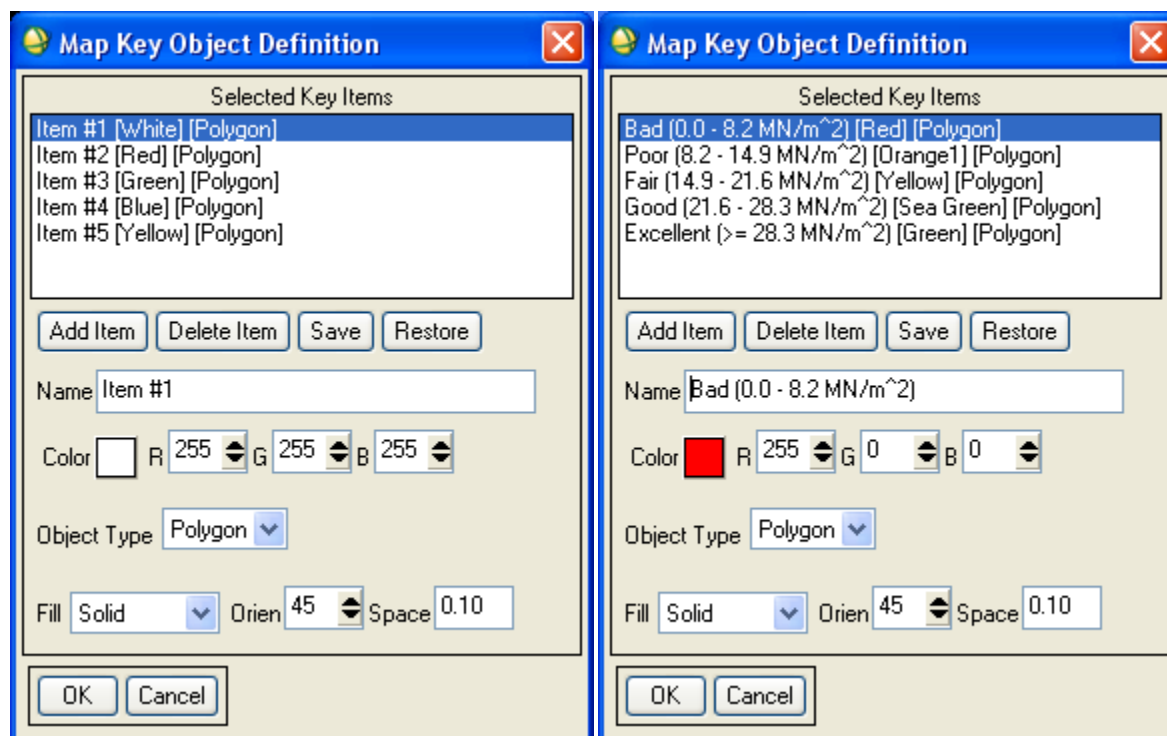 Map Key Object Definition
Selected Key Items
Item #1 [White] [Polygon]
Item #2 [Red] [Polygon]
Item #3 [Green] [Polygon]
Item #4 [Blue] [Polygon]
Item #5 [Yellow] [Polygon]
Add Item Delete Item Save Restore
Name Item #1
Color R 255 G 255 B 255
Object Type Polygon
Fill Solid Orien 45 Space 0.10
OK Cancel
Map Key Object Definition
Selected Key Items
Bad (0.0 - 8.2 MN/m^2) [Red] [Polygon]
Poor (8.2 - 14.9 MN/m^2) [Orange1] [Polygon]
Fair (14.9 - 21.6 MN/m^2) [Yellow] [Polygon]
Good (21.6 - 28.3 MN/m^2) [Sea Green] [Polygon]
Excellent (>= 28.3 MN/m^2) [Green] [Polygon]
Add Item Delete Item Save Restore
Name Bad (0.0 - 8.2 MN/m^2)
Color R 255 G 0 B 0
Object Type Polygon
Fill Solid Orien 45 Space 0.10
OK Cancel